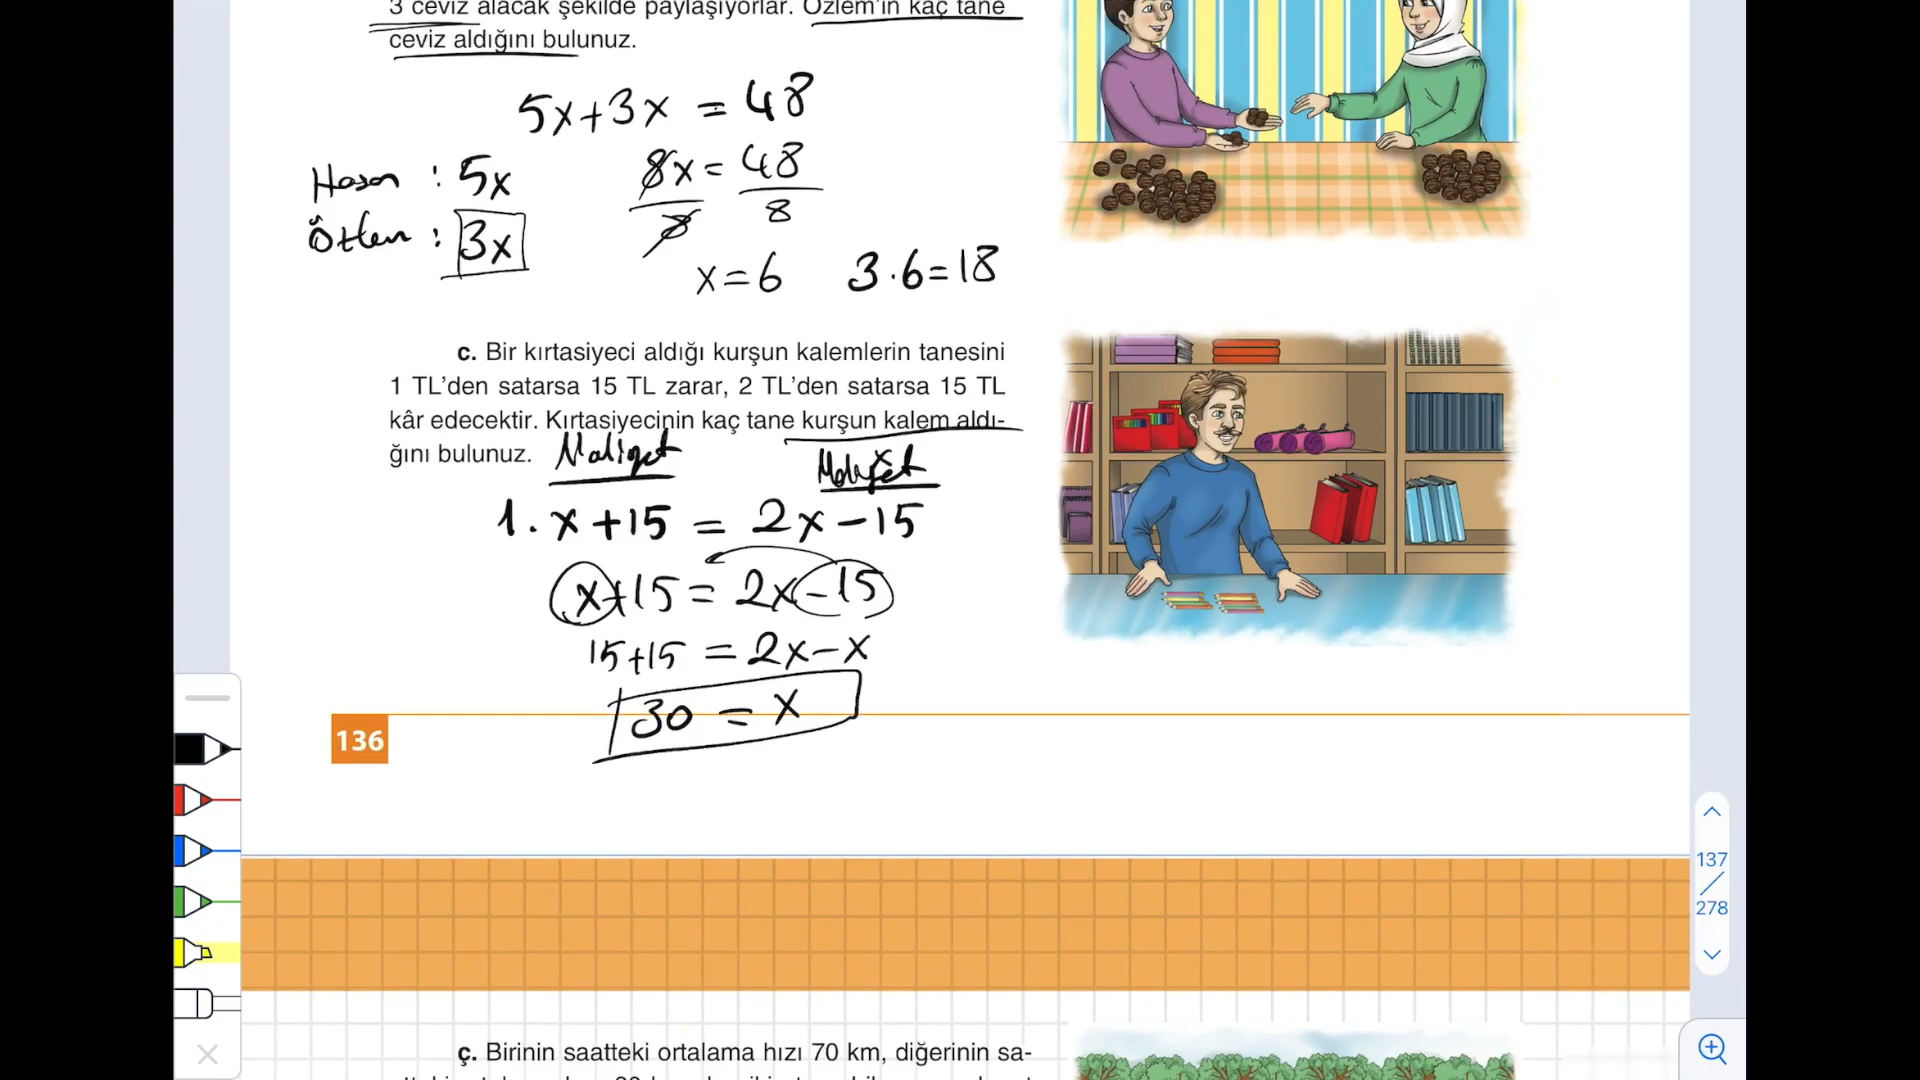 3 ceviz alacak şekilde paylaşıyorlar. Özlem'in kaç tane
ceviz aldığını bulunuz.
5x+3x = 48
Hasan : 5x
8x = 48
8 8
Özlem : 3x
x=6 3·6=18
c. Bir kırtasiyeci aldığı kurşun kalemlerin tanesini
1 TL'den satarsa 15 TL zarar, 2 TL'den satarsa 15 TL
kâr edecektir. Kırtasiyecinin kaç tane kurşun kalem aldı-
ğını bulunuz.
x
Maliyet Maliyet
1.x+15 = 2x-15
x+15 = 2x-15
15+15 = 2x-x
30 = x
136
137
/
278
ç. Birinin saatteki ortalama hızı 70 km, diğerinin sa-